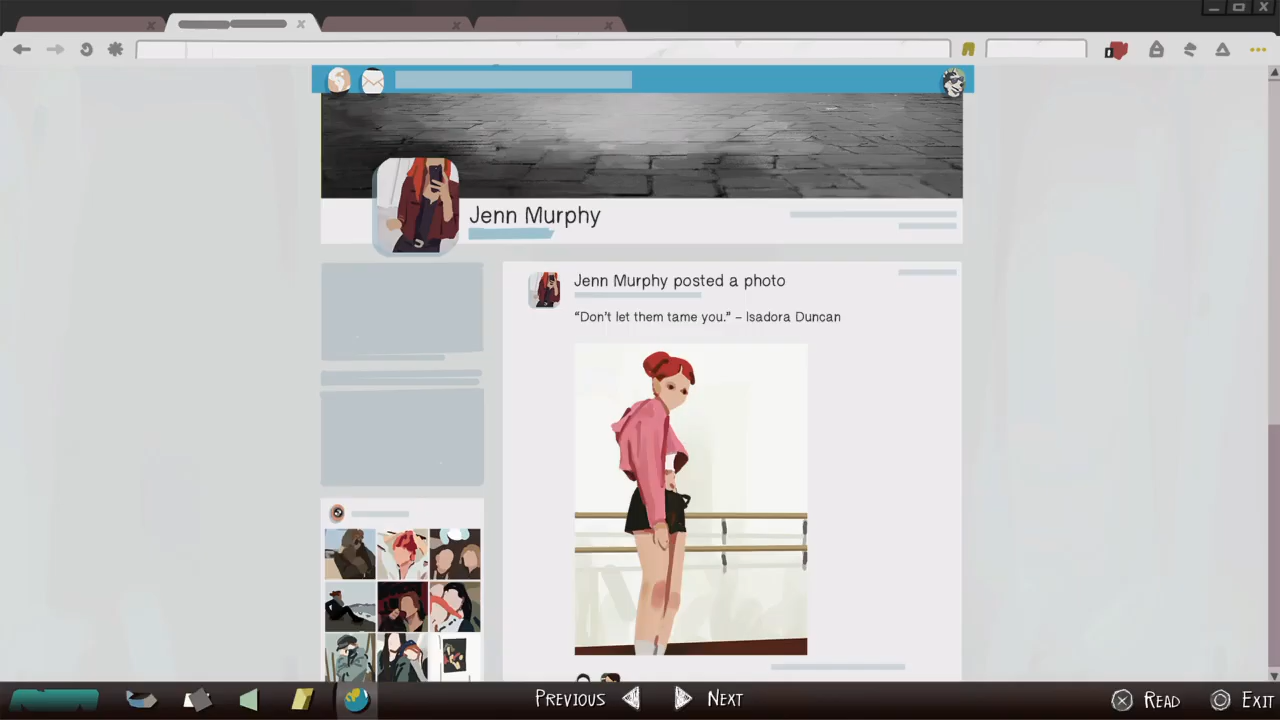 Jenn Murphy
Jenn Murphy posted a photo
“Don’t let them tame you.” – Isadora Duncan
Previous Next Read Exit